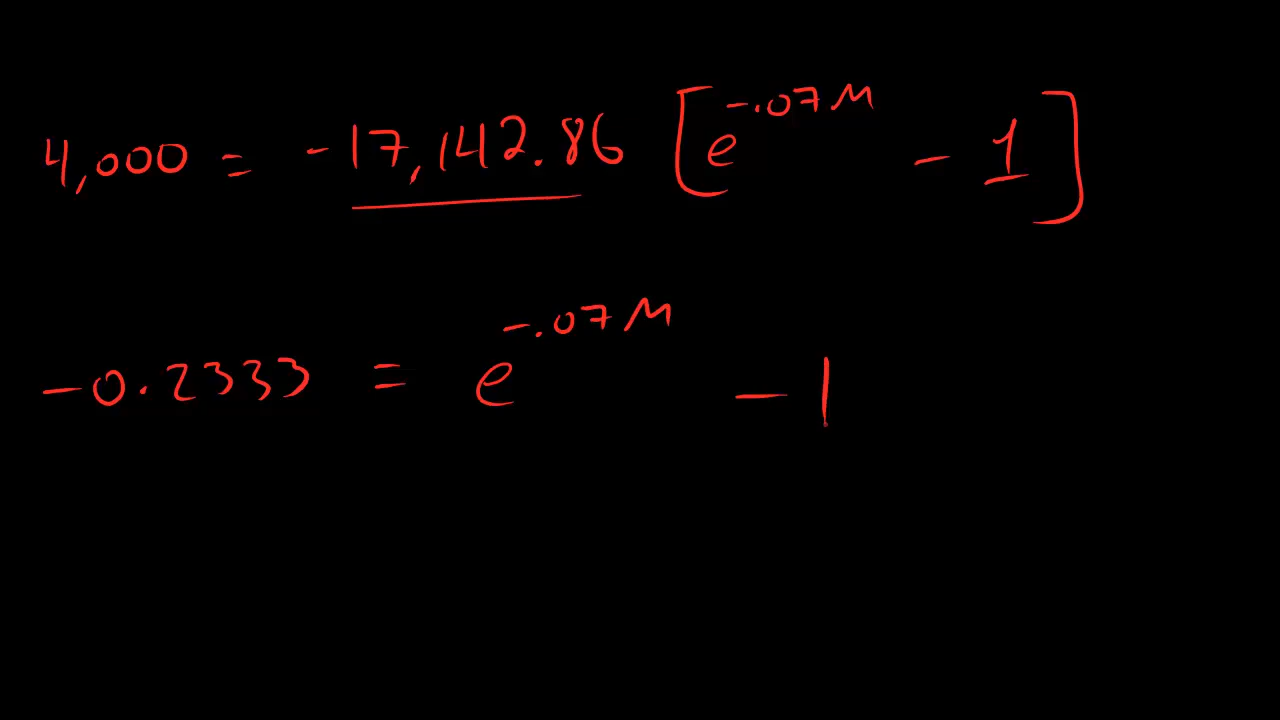 4,000 = -17,142.86 [e^-.07M - 1]
-0.2333 = e^-.07M - 1